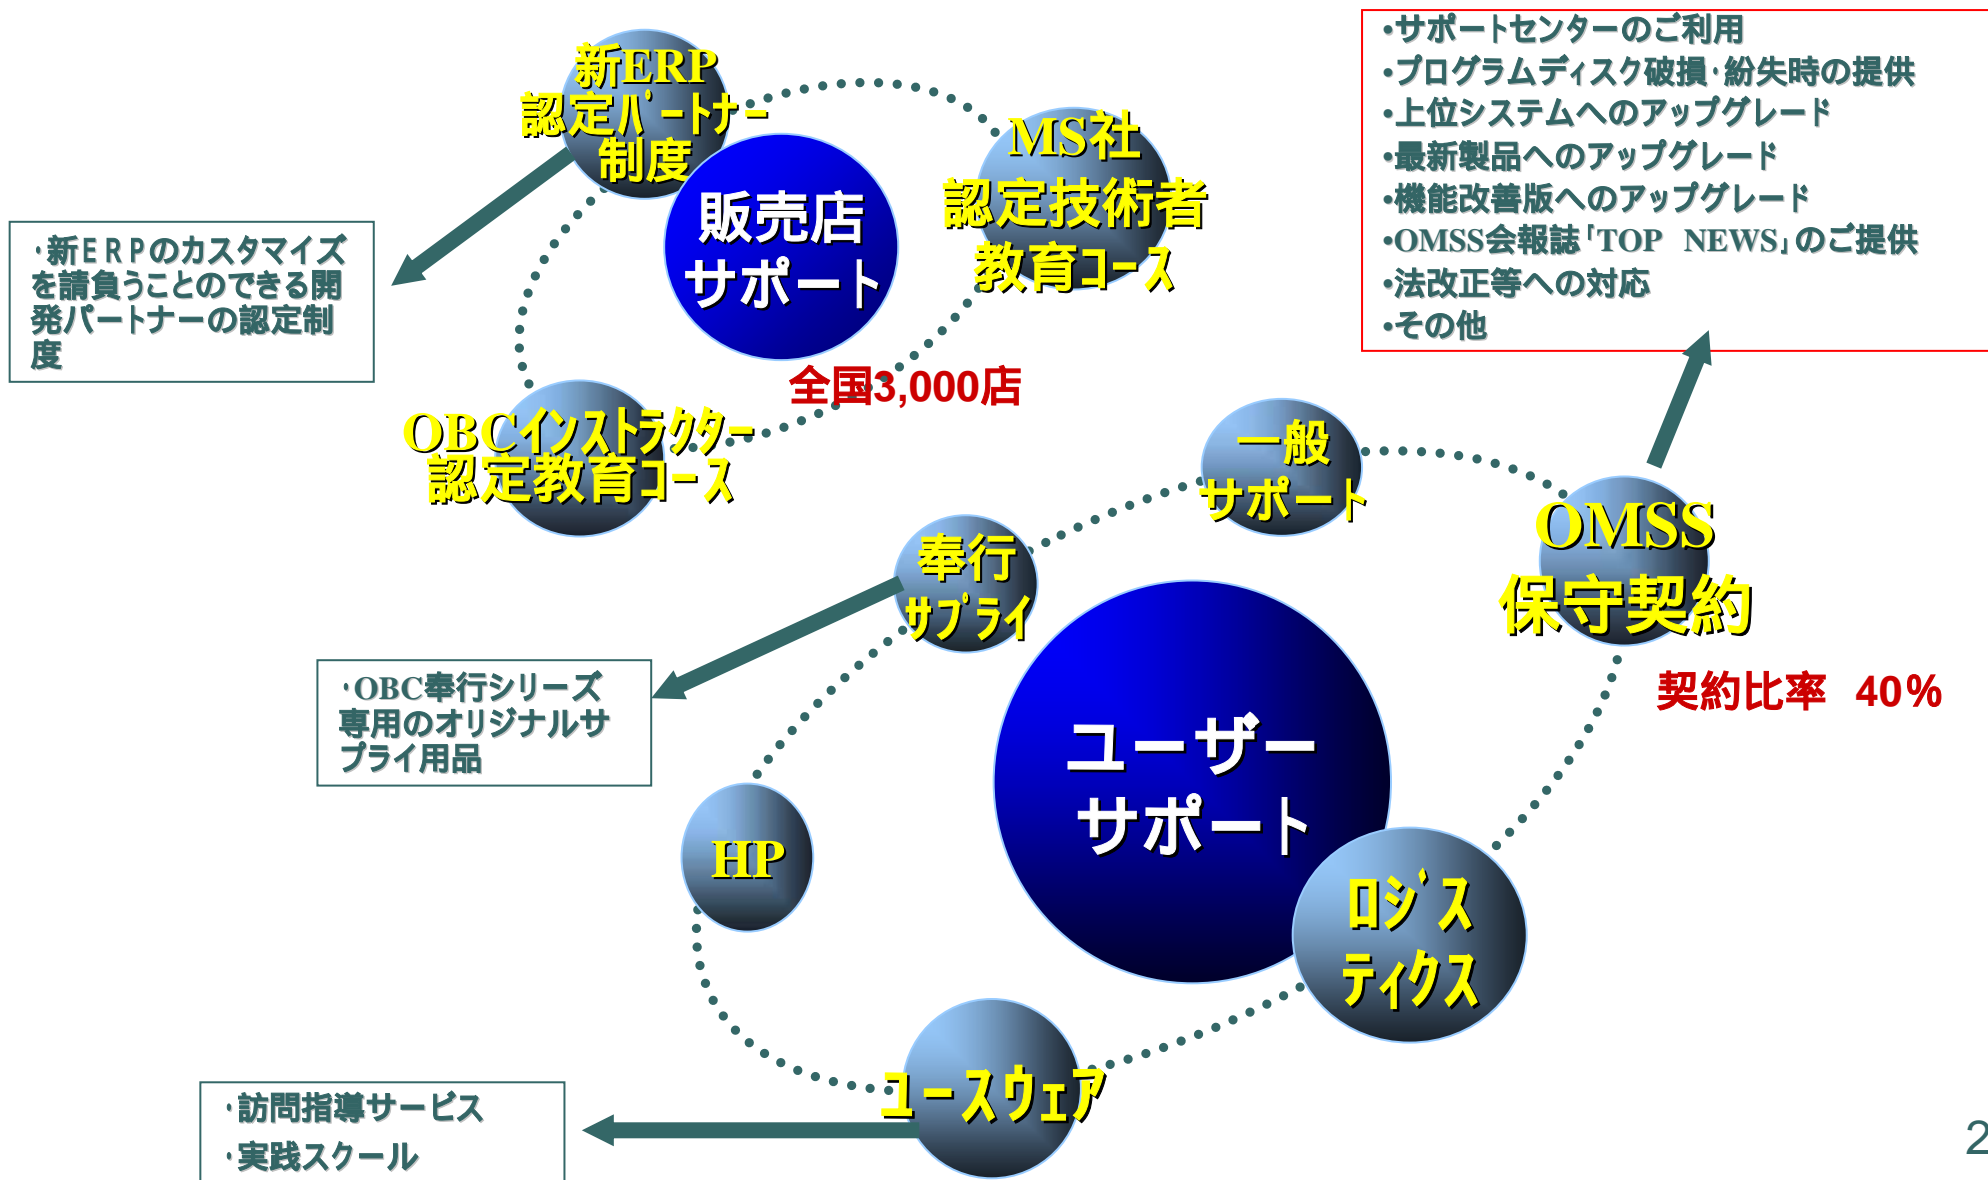 新ERP
認定ﾊﾟｰﾄﾅｰ
制度
MS社
認定技術者
教育ｺｰｽ
販売店
サポート
OBCｲﾝｽﾄﾗｸﾀｰ
認定教育ｺｰｽ
全国3,000店
・新ＥＲＰのカスタマイズ
を請負うことのできる開
発パートナーの認定制
度
•サポートセンターのご利用
•プログラムディスク破損・紛失時の提供
•上位システムへのアップグレード
•最新製品へのアップグレード
•機能改善版へのアップグレード
•OMSS会報誌「TOP　NEWS」のご提供
•法改正等への対応
•その他
一般
サポート
OMSS
保守契約
契約比率　40％
奉行
ｻﾌﾟﾗｲ
・OBC奉行シリーズ
専用のオリジナルサ
プライ用品
ユーザー
サポート
HP
ﾛｼﾞｽ
ﾃｨｸｽ
ﾕｰｽｳｪｱ
・訪問指導サービス
・実践スクール
2